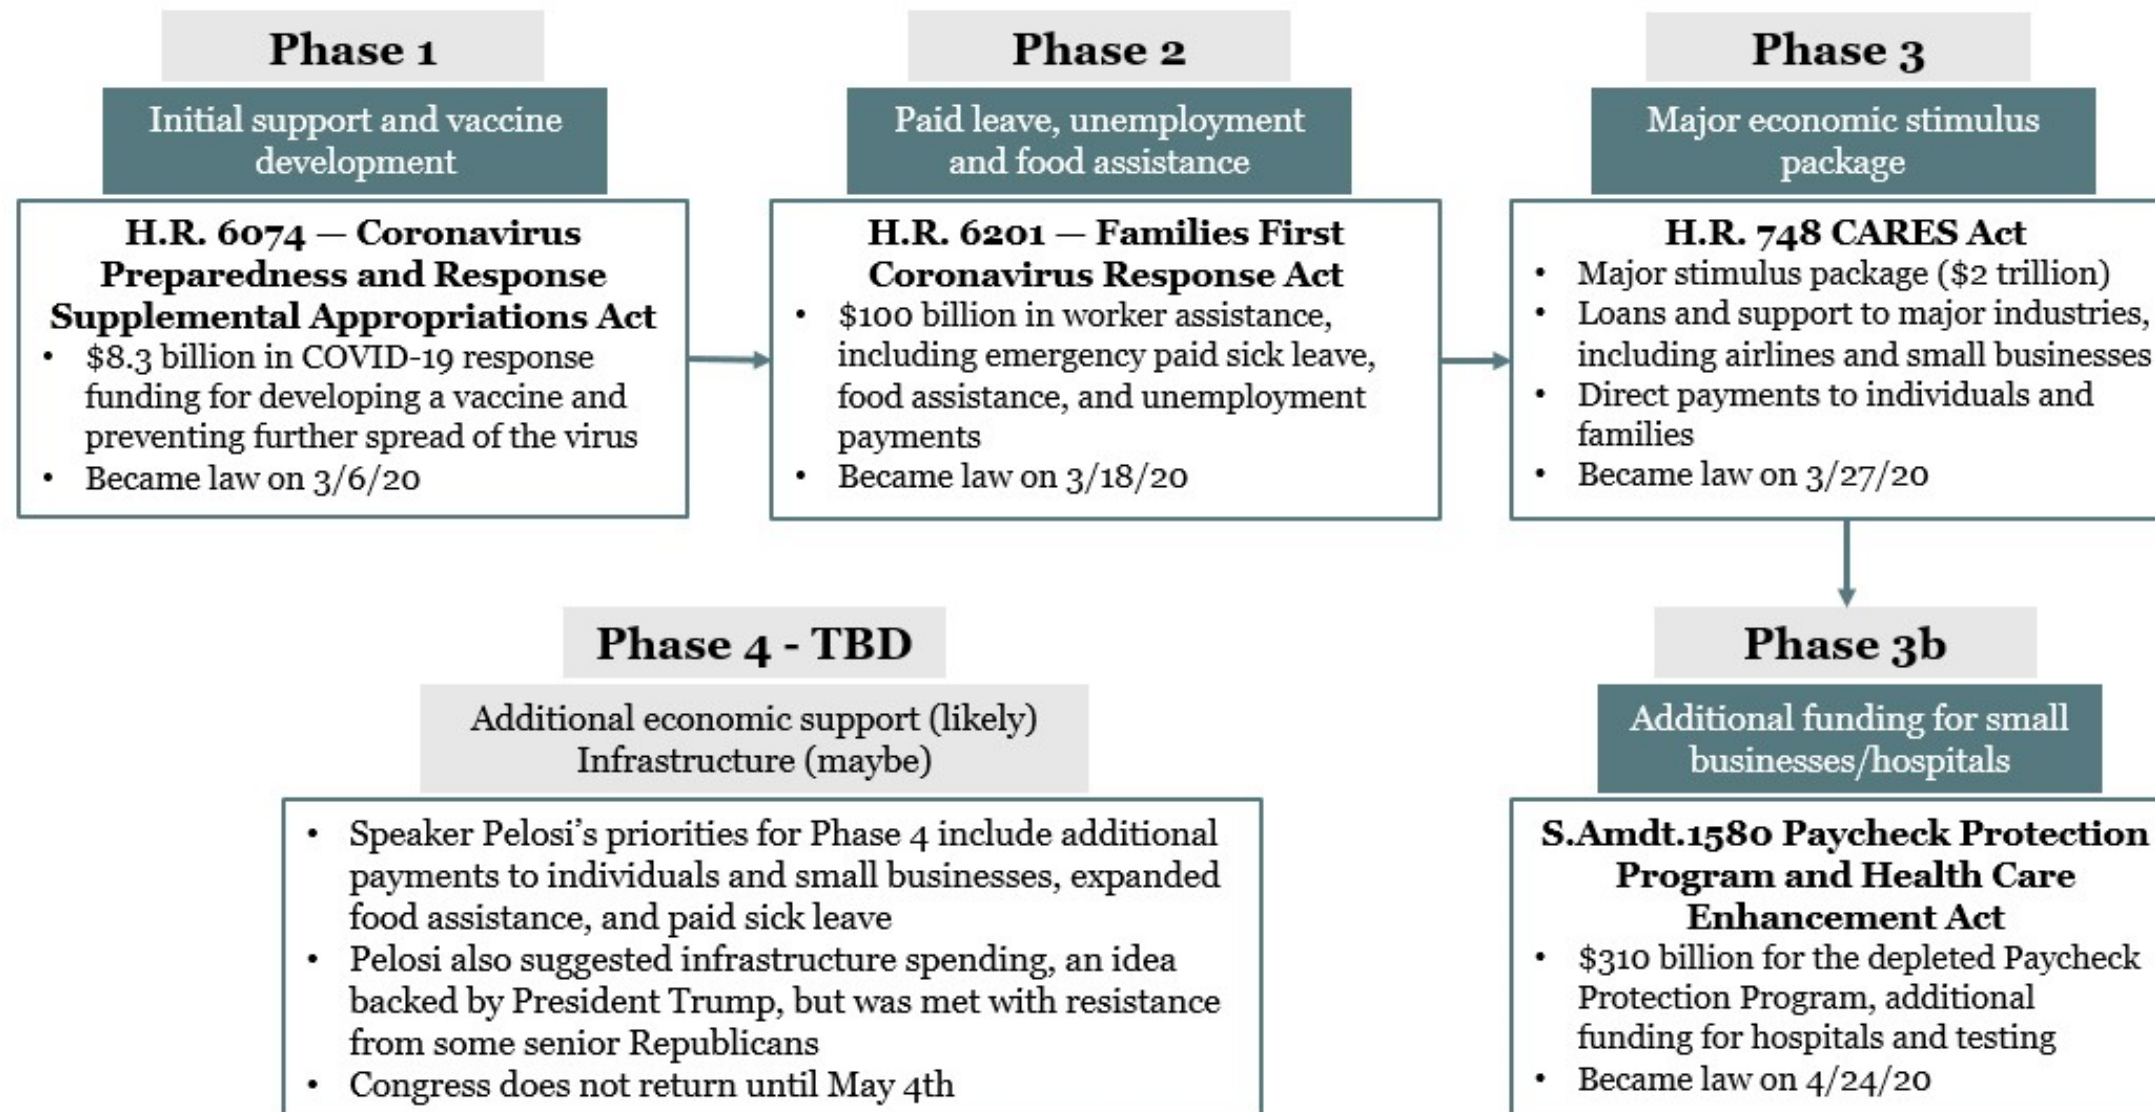 Phase 1
Initial support and vaccine
development
H.R. 6074 — Coronavirus
Preparedness and Response
Supplemental Appropriations Act
• $8.3 billion in COVID-19 response
funding for developing a vaccine and
preventing further spread of the virus
• Became law on 3/6/20
Phase 2
Paid leave, unemployment
and food assistance
H.R. 6201 — Families First
Coronavirus Response Act
• $100 billion in worker assistance,
including emergency paid sick leave,
food assistance, and unemployment
payments
• Became law on 3/18/20
Phase 3
Major economic stimulus
package
H.R. 748 CARES Act
• Major stimulus package ($2 trillion)
• Loans and support to major industries,
including airlines and small businesses
• Direct payments to individuals and
families
• Became law on 3/27/20
Phase 3b
Additional funding for small
businesses/hospitals
S.Amdt.1580 Paycheck Protection
Program and Health Care
Enhancement Act
• $310 billion for the depleted Paycheck
Protection Program, additional
funding for hospitals and testing
• Became law on 4/24/20
Phase 4 - TBD
Additional economic support (likely)
Infrastructure (maybe)
• Speaker Pelosi’s priorities for Phase 4 include additional
payments to individuals and small businesses, expanded
food assistance, and paid sick leave
• Pelosi also suggested infrastructure spending, an idea
backed by President Trump, but was met with resistance
from some senior Republicans
• Congress does not return until May 4th